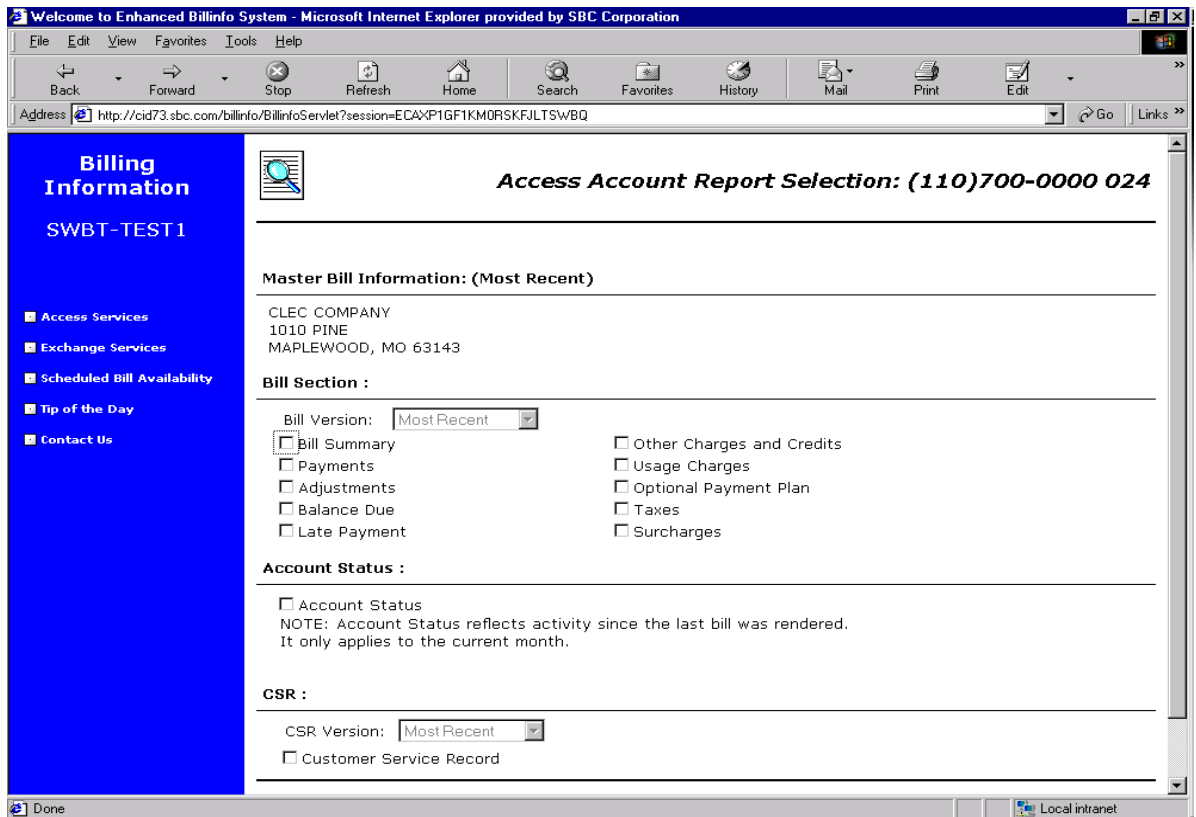 Welcome to Enhanced Billinfo System - Microsoft Internet Explorer provided by SBC Corporation
File Edit View Favorites Tools Help
Back Forward Stop Refresh Home Search Favorites History Mail Print Edit »
Address http://cid73.sbc.com/billinfo/BillinfoServlet?session=ECAXP1GF1KM0RSKFJLTSWBQ Go Links »
Billing
Information
SWBT-TEST1
Access Services
Exchange Services
Scheduled Bill Availability
Tip of the Day
Contact Us
Access Account Report Selection: (110)700-0000 024
Master Bill Information: (Most Recent)
CLEC COMPANY
1010 PINE
MAPLEWOOD, MO 63143
Bill Section :
Bill Version: Most Recent
Bill Summary Other Charges and Credits
Payments Usage Charges
Adjustments Optional Payment Plan
Balance Due Taxes
Late Payment Surcharges
Account Status :
Account Status
NOTE: Account Status reflects activity since the last bill was rendered.
It only applies to the current month.
CSR :
CSR Version: Most Recent
Customer Service Record
Done Local intranet